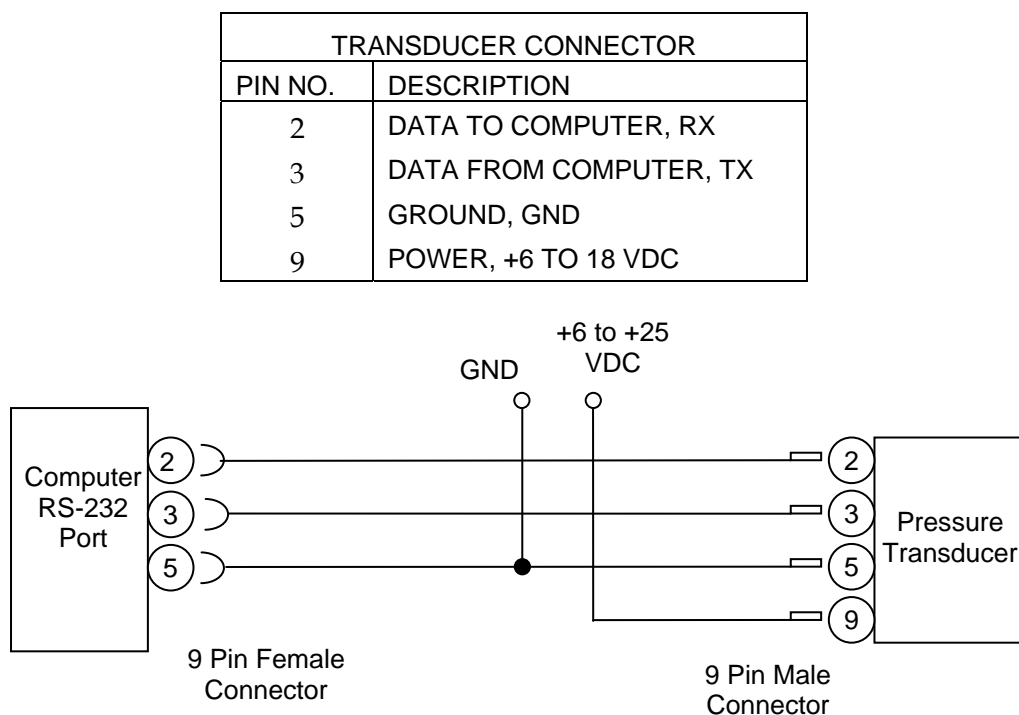 TRANSDUCER CONNECTOR
PIN NO. DESCRIPTION
2 DATA TO COMPUTER, RX
3 DATA FROM COMPUTER, TX
5 GROUND, GND
9 POWER, +6 TO 18 VDC
+6 to +25
VDC
GND
Computer
RS-232
Port
2
3
5
2
3
5
9
Pressure
Transducer
9 Pin Female
Connector
9 Pin Male
Connector